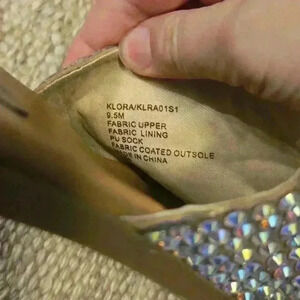 KLORA/KLRA01S1
9.5M
FABRIC UPPER
FABRIC LINING
PU SOCK
FABRIC COATED OUTSOLE
MADE IN CHINA